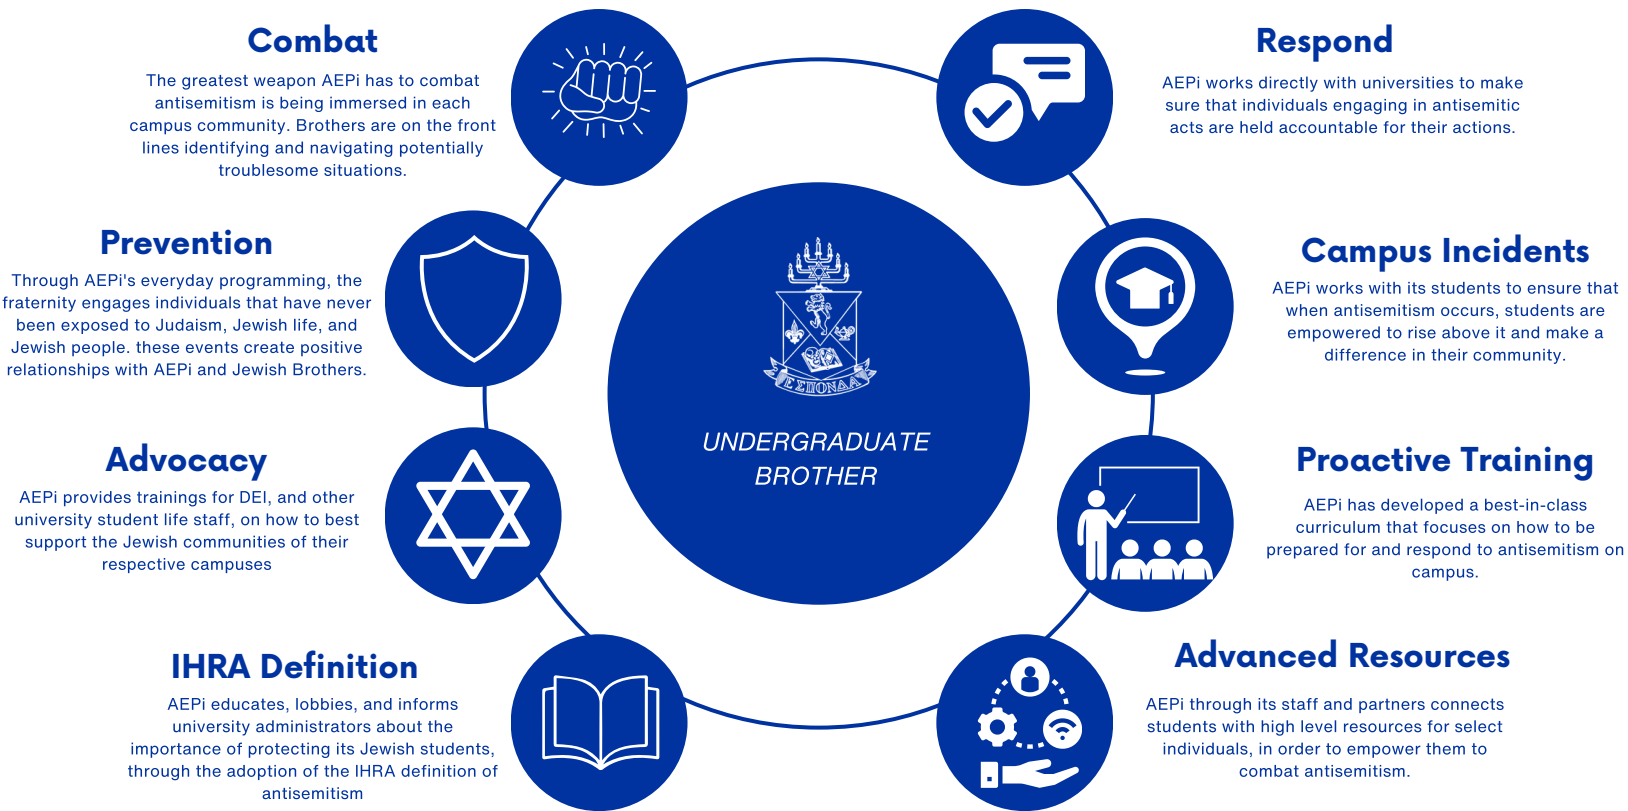 Combat
The greatest weapon AEPi has to combat
antisemitism is being immersed in each
campus community. Brothers are on the front
lines identifying and navigating potentially
troublesome situations.
Prevention
Through AEPi's everyday programming, the
fraternity engages individuals that have never
been exposed to Judaism, Jewish life, and
Jewish people. these events create positive
relationships with AEPi and Jewish Brothers.
Advocacy
AEPi provides trainings for DEI, and other
university student life staff, on how to best
support the Jewish communities of their
respective campuses
IHRA Definition
AEPi educates, lobbies, and informs
university administrators about the
importance of protecting its Jewish students,
through the adoption of the IHRA definition of
antisemitism
ΕΣΠΟΝΔΑ
UNDERGRADUATE
BROTHER
Respond
AEPi works directly with universities to make
sure that individuals engaging in antisemitic
acts are held accountable for their actions.
Campus Incidents
AEPi works with its students to ensure that
when antisemitism occurs, students are
empowered to rise above it and make a
difference in their community.
Proactive Training
AEPi has developed a best-in-class
curriculum that focuses on how to be
prepared for and respond to antisemitism on
campus.
Advanced Resources
AEPi through its staff and partners connects
students with high level resources for select
individuals, in order to empower them to
combat antisemitism.